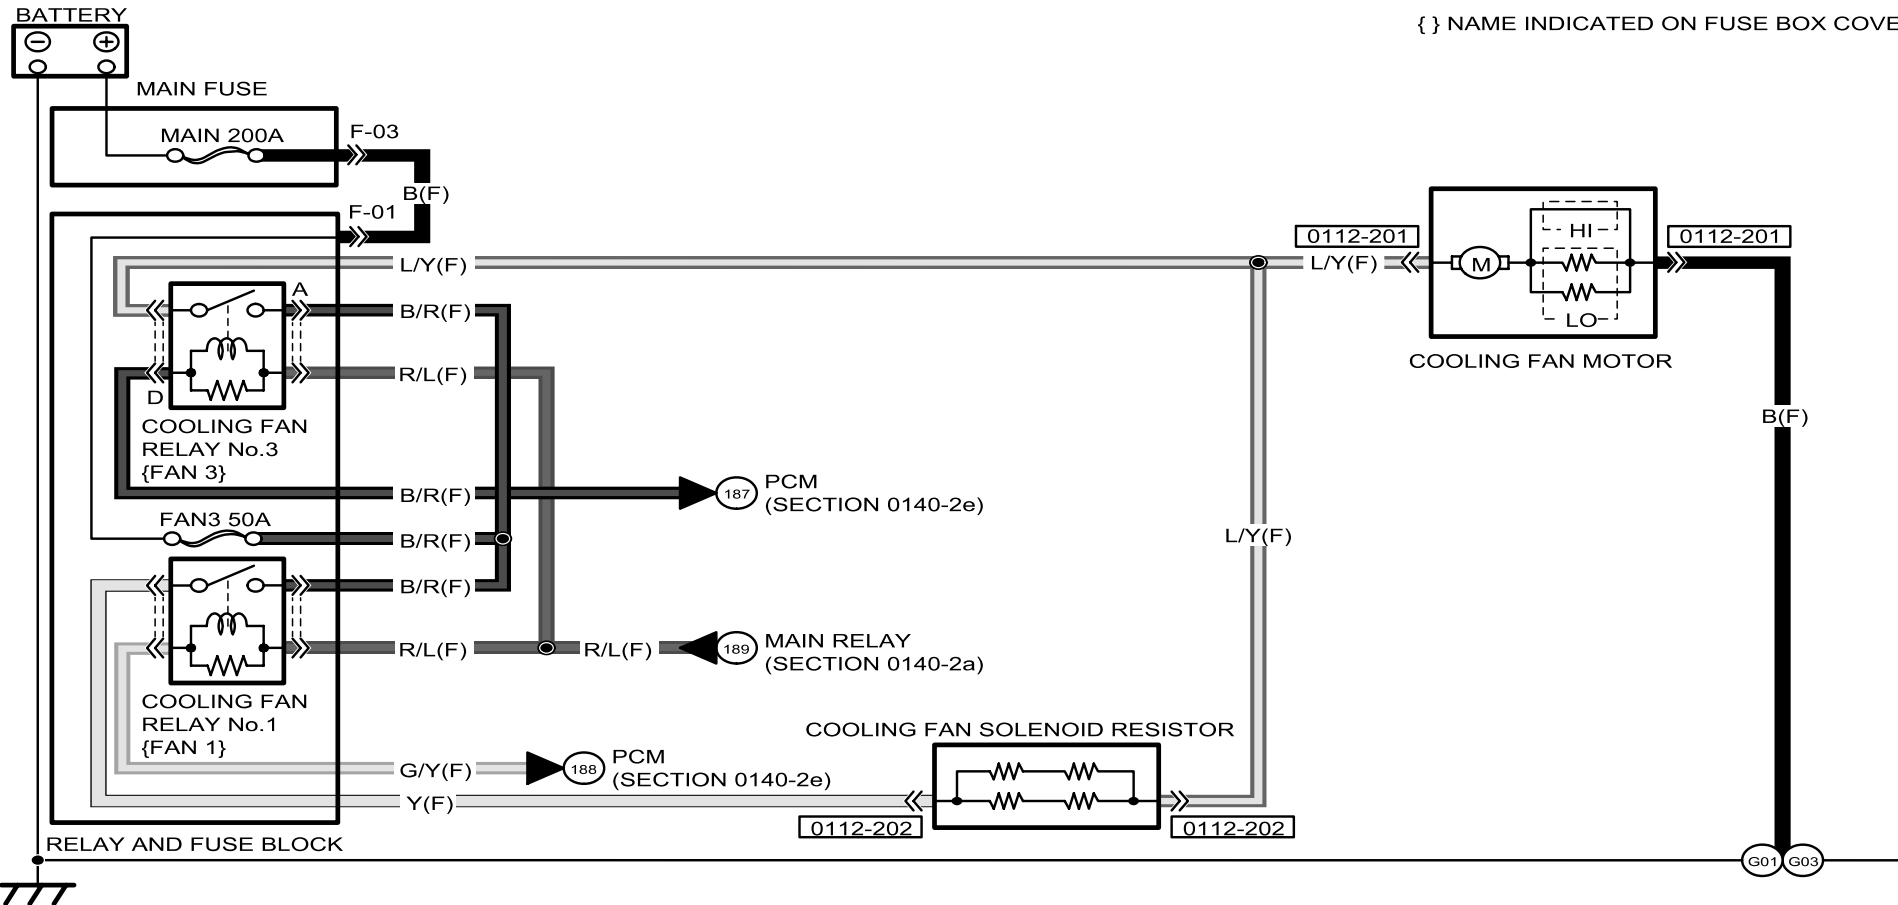 BATTERY
{ } NAME INDICATED ON FUSE BOX COVE
MAIN FUSE
MAIN 200A
F-03
B(F)
F-01
0112-201
HI
0112-201
L/Y(F)
L/Y(F)
M
A
B/R(F)
LO
COOLING FAN MOTOR
R/L(F)
D
B(F)
COOLING FAN
RELAY No.3
{FAN 3}
B/R(F)
187
PCM
(SECTION 0140-2e)
FAN3 50A
B/R(F)
L/Y(F)
B/R(F)
R/L(F)
R/L(F)
189
MAIN RELAY
(SECTION 0140-2a)
COOLING FAN
RELAY No.1
{FAN 1}
COOLING FAN SOLENOID RESISTOR
G/Y(F)
188
PCM
(SECTION 0140-2e)
Y(F)
0112-202
0112-202
RELAY AND FUSE BLOCK
G01
G03